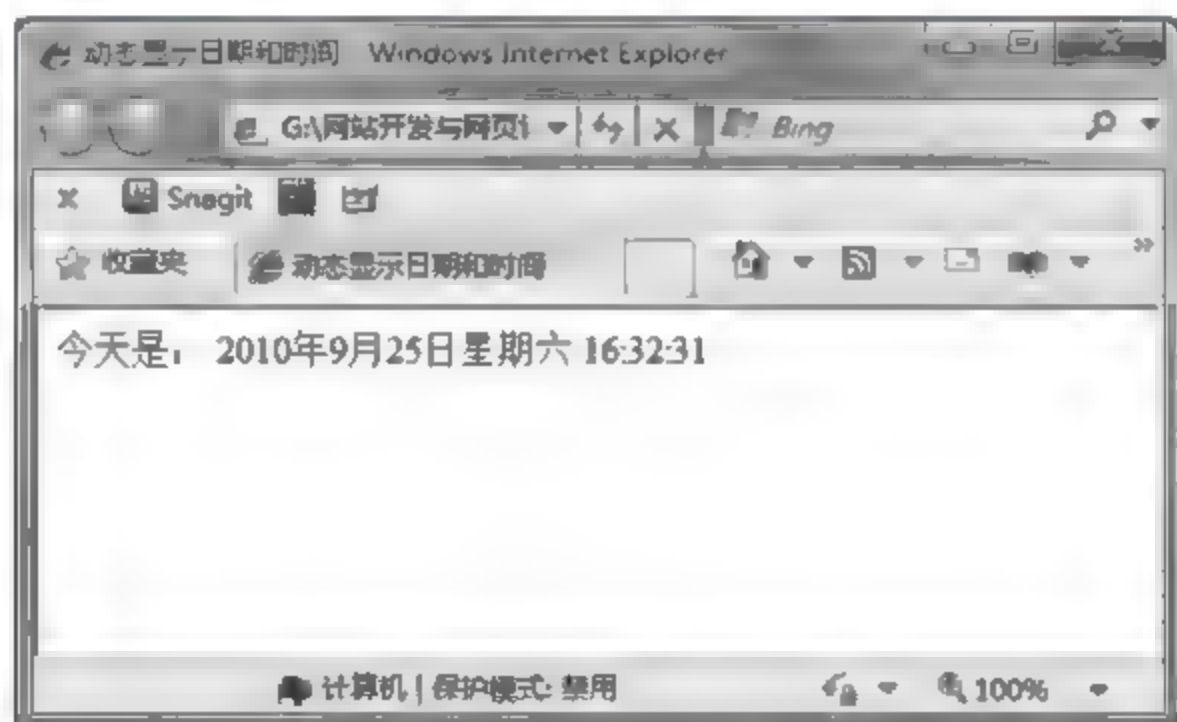 动态显示日期和时间 Windows Internet Explorer
G:\网站开发与网页 Bing
Snagit
收藏夹 动态显示日期和时间
今天是： 2010年9月25日星期六 16:32:31
计算机 | 保护模式: 禁用 100%